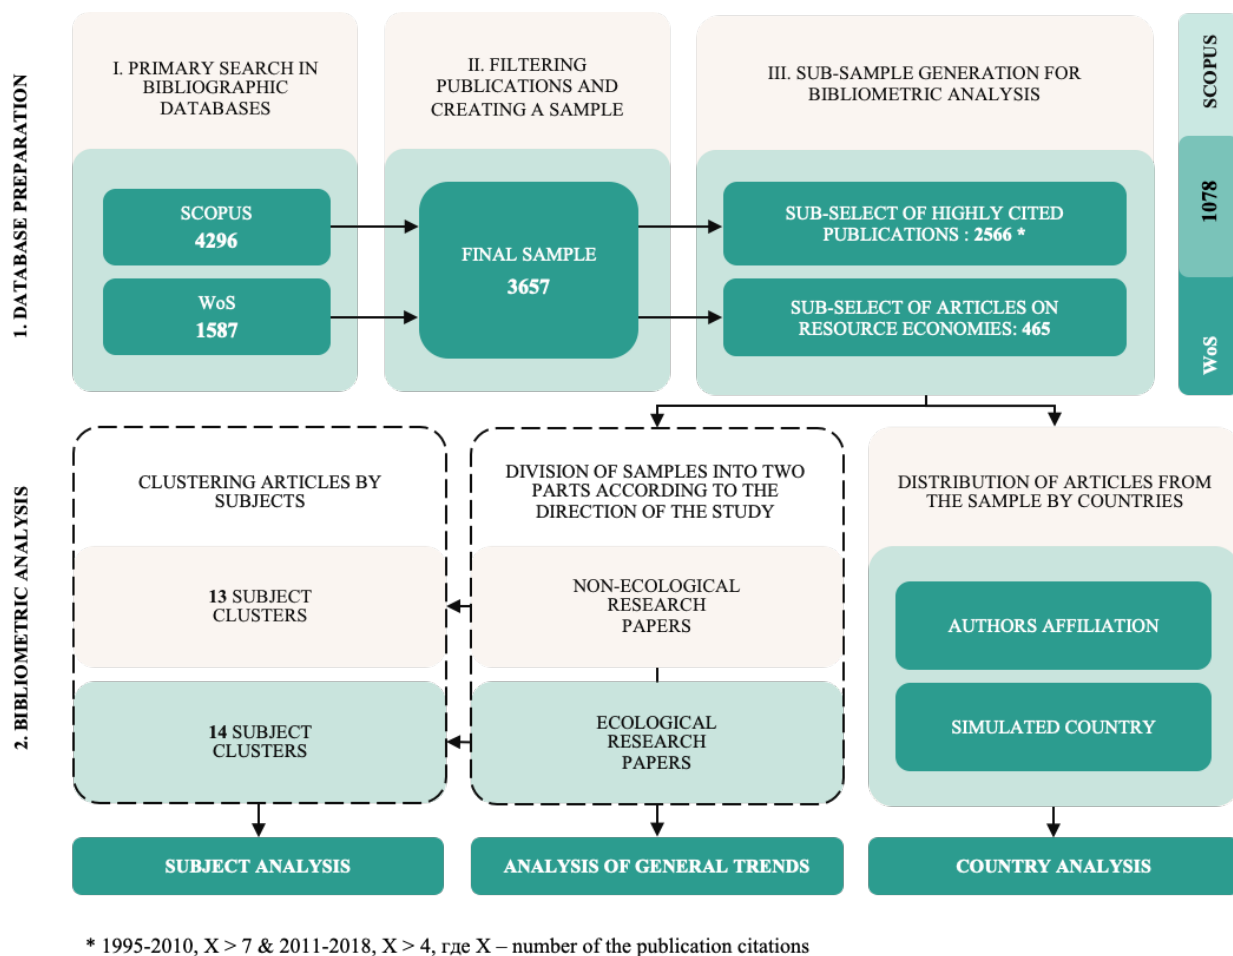 1. DATABASE PREPARATION
I. PRIMARY SEARCH IN
BIBLIOGRAPHIC
DATABASES
SCOPUS
4296
WoS
1587
II. FILTERING
PUBLICATIONS AND
CREATING A SAMPLE
FINAL SAMPLE
3657
III. SUB-SAMPLE GENERATION FOR
BIBLIOMETRIC ANALYSIS
SUB-SELECT OF HIGHLY CITED
PUBLICATIONS : 2566 *
SUB-SELECT OF ARTICLES ON
RESOURCE ECONOMIES: 465
SCOPUS
1078
WoS
2. BIBLIOMETRIC ANALYSIS
CLUSTERING ARTICLES BY
SUBJECTS
13 SUBJECT
CLUSTERS
14 SUBJECT
CLUSTERS
SUBJECT ANALYSIS
DIVISION OF SAMPLES INTO TWO
PARTS ACCORDING TO THE
DIRECTION OF THE STUDY
NON-ECOLOGICAL
RESEARCH
PAPERS
ECOLOGICAL
RESEARCH
PAPERS
ANALYSIS OF GENERAL TRENDS
DISTRIBUTION OF ARTICLES FROM
THE SAMPLE BY COUNTRIES
AUTHORS AFFILIATION
SIMULATED COUNTRY
COUNTRY ANALYSIS
* 1995-2010, X > 7 & 2011-2018, X > 4, где X – number of the publication citations